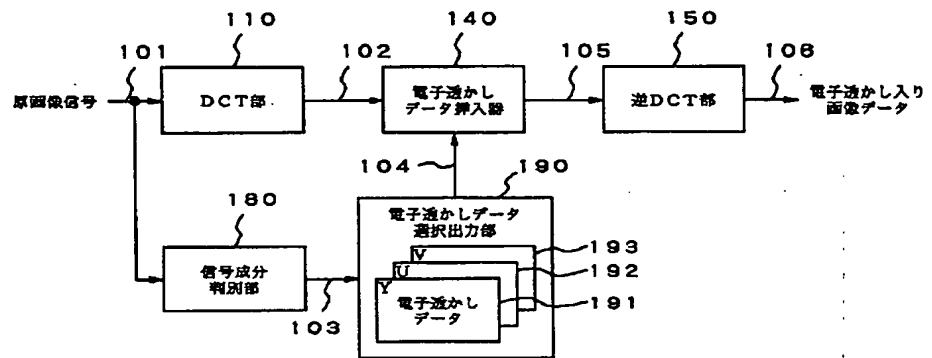 110
140
150
101
102
105
106
原画像信号
DCT部
電子透かし
データ挿入器
逆DCT部
電子透かし入り
画像データ
104
190
180
電子透かしデータ
選択出力部
信号成分
判別部
103
V
193
U
192
Y
電子透かし
データ
191